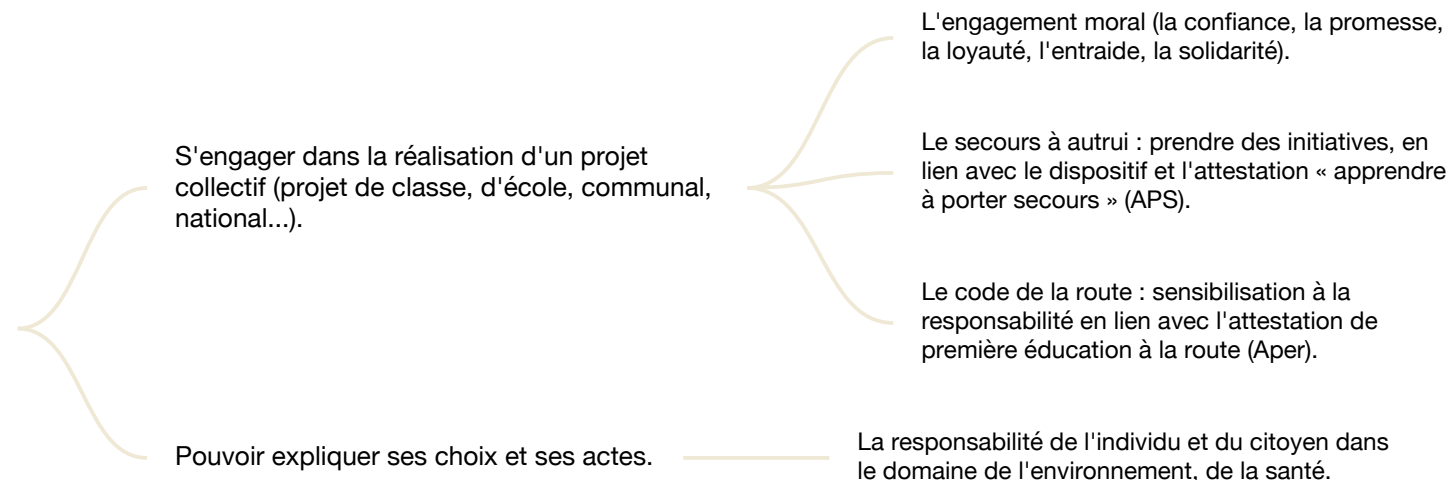 L'engagement moral (la confiance, la promesse,
la loyauté, l'entraide, la solidarité).
S'engager dans la réalisation d'un projet
collectif (projet de classe, d'école, communal,
national...).
Le secours à autrui : prendre des initiatives, en
lien avec le dispositif et l'attestation « apprendre
à porter secours » (APS).
Le code de la route : sensibilisation à la
responsabilité en lien avec l'attestation de
première éducation à la route (Aper).
Pouvoir expliquer ses choix et ses actes.
La responsabilité de l'individu et du citoyen dans
le domaine de l'environnement, de la santé.